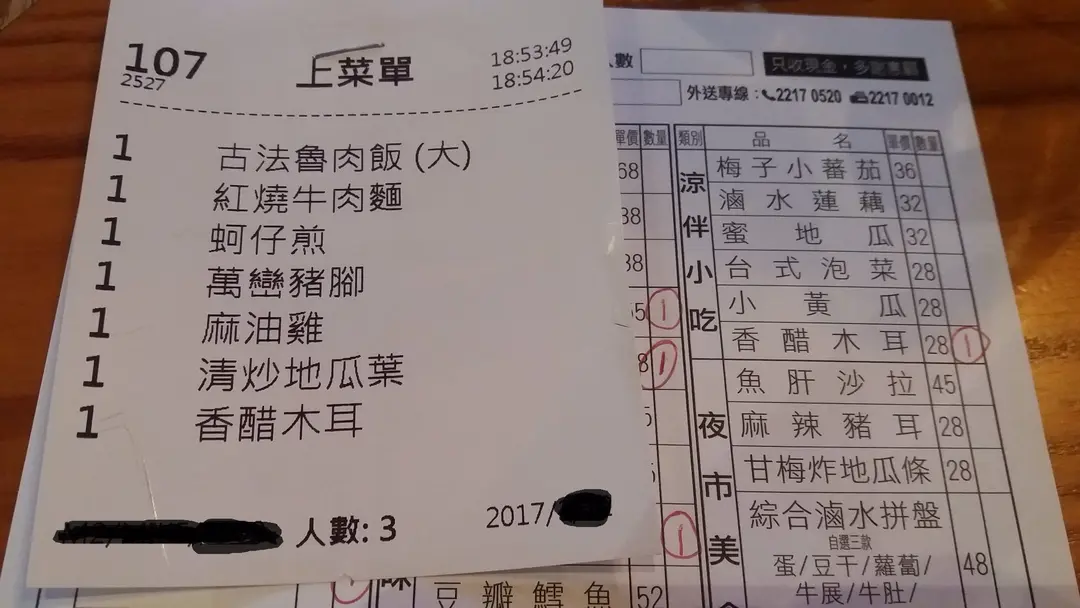 107
2527
上菜單
18:53:49
18:54:20
1 古法魯肉飯 (大)
1 紅燒牛肉麵
1 蚵仔煎
1 萬巒豬腳
1 麻油雞
1 清炒地瓜葉
1 香醋木耳
人數: 3
2017/
人數
只收現金，多謝惠顧
外送專線：2217 0520 2217 0012
單價 數量 類別 品名 單價 數量
68
38
38
1
8 1
1
涼伴小吃
梅子小蕃茄 36
滷水蓮藕 32
蜜地瓜 32
台式泡菜 28
小黃瓜 28
香醋木耳 28 1
夜市美
魚肝沙拉 45
麻辣豬耳 28
甘梅炸地瓜條 28
綜合滷水拼盤 48
自選三款
蛋/豆干/蘿蔔/
牛展/牛肚/
味
豆瓣鱈魚 52